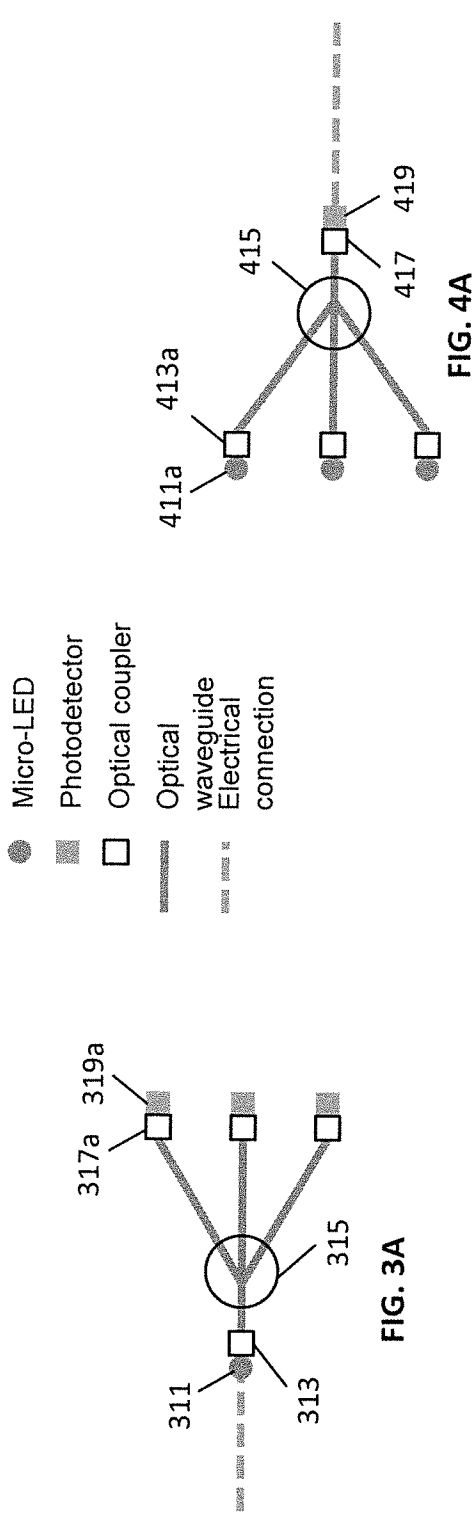 311
313
315
317a
319a
FIG. 3A
Micro-LED
Photodetector
Optical coupler
Optical
waveguide
Electrical
connection
411a
413a
415
417
419
FIG. 4A